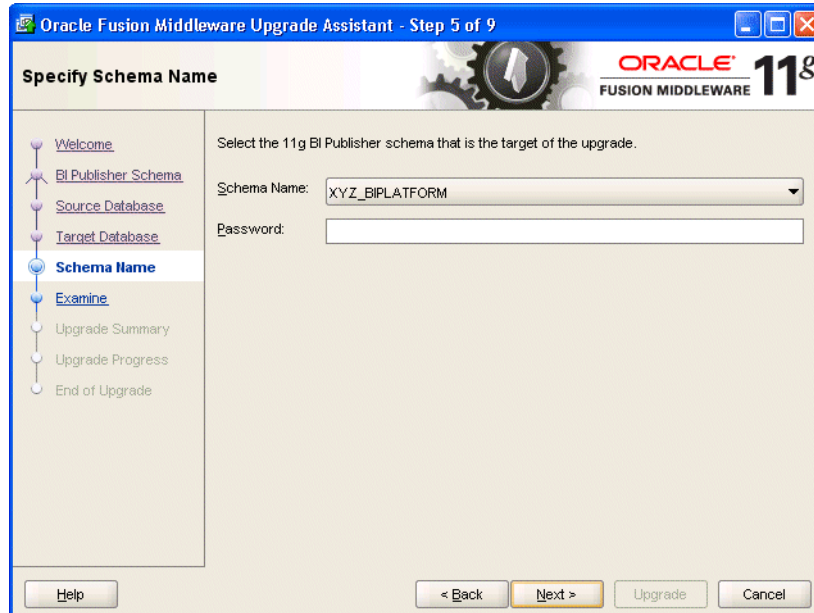 Oracle Fusion Middleware Upgrade Assistant - Step 5 of 9
Specify Schema Name
ORACLE®
FUSION MIDDLEWARE
11g
Welcome
BI Publisher Schema
Source Database
Target Database
Schema Name
Examine
Upgrade Summary
Upgrade Progress
End of Upgrade
Select the 11g BI Publisher schema that is the target of the upgrade.
Schema Name: XYZ_BIPLATFORM
Password:
Help < Back Next > Upgrade Cancel